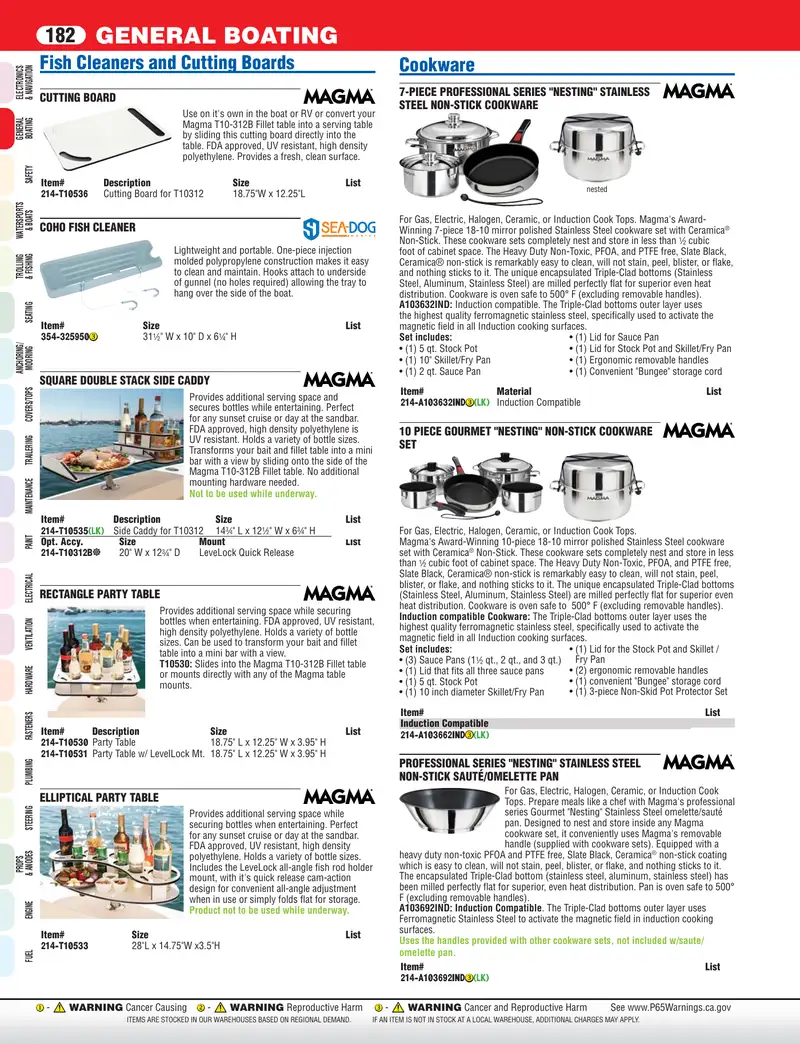 182 GENERAL BOATING
ELECTRONICS & NAVIGATION
GENERAL BOATING
SAFETY
WATERSPORTS & BOATS
TROLLING & FISHING
SEATING
ANCHORING/ MOORING
COVERS/TOPS
TRAILERING
MAINTENANCE
PAINT
ELECTRICAL
VENTILATION
HARDWARE
FASTENERS
PLUMBING
STEERING
PROPS & ANODES
ENGINE
FUEL
Fish Cleaners and Cutting Boards
CUTTING BOARD
MAGMA
Use on it's own in the boat or RV or convert your
Magma T10-312B Fillet table into a serving table
by sliding this cutting board directly into the
table. FDA approved, UV resistant, high density
polyethylene. Provides a fresh, clean surface.
Item# Description Size List
214-T10536 Cutting Board for T10312 18.75"W x 12.25"L
COHO FISH CLEANER
SEA-DOG
Lightweight and portable. One-piece injection
molded polypropylene construction makes it easy
to clean and maintain. Hooks attach to underside
of gunnel (no holes required) allowing the tray to
hang over the side of the boat.
Item# Size List
354-325950 3 31½" W x 10" D x 6¼" H
SQUARE DOUBLE STACK SIDE CADDY
MAGMA
Provides additional serving space and
secures bottles while entertaining. Perfect
for any sunset cruise or day at the sandbar.
FDA approved, high density polyethylene is
UV resistant. Holds a variety of bottle sizes.
Transforms your bait and fillet table into a mini
bar with a view by sliding onto the side of the
Magma T10-312B Fillet table. No additional
mounting hardware needed.
Not to be used while underway.
Item# Description Size List
214-T10535(LK) Side Caddy for T10312 14¾" L x 12½" W x 6¾" H
Opt. Accy. Size Mount List
214-T10312B 20" W x 12¾" D LeveLock Quick Release
RECTANGLE PARTY TABLE
MAGMA
Provides additional serving space while securing
bottles when entertaining. FDA approved, UV resistant,
high density polyethylene. Holds a variety of bottle
sizes. Can be used to transform your bait and fillet
table into a mini bar with a view.
T10530: Slides into the Magma T10-312B Fillet table
or mounts directly with any of the Magma table
mounts.
Item# Description Size List
214-T10530 Party Table 18.75" L x 12.25" W x 3.95" H
214-T10531 Party Table w/ LevelLock Mt. 18.75" L x 12.25" W x 3.95" H
ELLIPTICAL PARTY TABLE
MAGMA
Provides additional serving space while
securing bottles when entertaining. Perfect
for any sunset cruise or day at the sandbar.
FDA approved, UV resistant, high density
polyethylene. Holds a variety of bottle sizes.
Includes the LeveLock all-angle fish rod holder
mount, with it's quick release cam-action
design for convenient all-angle adjustment
when in use or simply folds flat for storage.
Product not to be used while underway.
Item# Size List
214-T10533 28"L x 14.75"W x3.5"H
Cookware
7-PIECE PROFESSIONAL SERIES "NESTING" STAINLESS
STEEL NON-STICK COOKWARE
MAGMA
MAGMA
nested
For Gas, Electric, Halogen, Ceramic, or Induction Cook Tops. Magma's Award-
Winning 7-piece 18-10 mirror polished Stainless Steel cookware set with Ceramica®
Non-Stick. These cookware sets completely nest and store in less than ½ cubic
foot of cabinet space. The Heavy Duty Non-Toxic, PFOA, and PTFE free, Slate Black,
Ceramica® non-stick is remarkably easy to clean, will not stain, peel, blister, or flake,
and nothing sticks to it. The unique encapsulated Triple-Clad bottoms (Stainless
Steel, Aluminum, Stainless Steel) are milled perfectly flat for superior even heat
distribution. Cookware is oven safe to 500° F (excluding removable handles).
A103632IND: Induction compatible. The Triple-Clad bottoms outer layer uses
the highest quality ferromagnetic stainless steel, specifically used to activate the
magnetic field in all Induction cooking surfaces.
Set includes:
• (1) 5 qt. Stock Pot
• (1) 10" Skillet/Fry Pan
• (1) 2 qt. Sauce Pan
• (1) Lid for Sauce Pan
• (1) Lid for Stock Pot and Skillet/Fry Pan
• (1) Ergonomic removable handles
• (1) Convenient "Bungee" storage cord
Item# Material List
214-A103632IND 3 (LK) Induction Compatible
10 PIECE GOURMET "NESTING" NON-STICK COOKWARE
SET
MAGMA
MAGMA
For Gas, Electric, Halogen, Ceramic, or Induction Cook Tops.
Magma's Award-Winning 10-piece 18-10 mirror polished Stainless Steel cookware
set with Ceramica® Non-Stick. These cookware sets completely nest and store in less
than ½ cubic foot of cabinet space. The Heavy Duty Non-Toxic, PFOA, and PTFE free,
Slate Black, Ceramica® non-stick is remarkably easy to clean, will not stain, peel,
blister, or flake, and nothing sticks to it. The unique encapsulated Triple-Clad bottoms
(Stainless Steel, Aluminum, Stainless Steel) are milled perfectly flat for superior even
heat distribution. Cookware is oven safe to 500° F (excluding removable handles).
Induction compatible Cookware: The Triple-Clad bottoms outer layer uses the
highest quality ferromagnetic stainless steel, specifically used to activate the
magnetic field in all Induction cooking surfaces.
Set includes:
• (3) Sauce Pans (1½ qt., 2 qt., and 3 qt.)
• (1) Lid that fits all three sauce pans
• (1) 5 qt. Stock Pot
• (1) 10 inch diameter Skillet/Fry Pan
• (1) Lid for the Stock Pot and Skillet /
Fry Pan
• (2) ergonomic removable handles
• (1) convenient "Bungee" storage cord
• (1) 3-piece Non-Skid Pot Protector Set
Item# List
Induction Compatible
214-A103662IND 3 (LK)
PROFESSIONAL SERIES "NESTING" STAINLESS STEEL
NON-STICK SAUTÉ/OMELETTE PAN
MAGMA
For Gas, Electric, Halogen, Ceramic, or Induction Cook
Tops. Prepare meals like a chef with Magma's professional
series Gourmet "Nesting" Stainless Steel omelette/sauté
pan. Designed to nest and store inside any Magma
cookware set, it conveniently uses Magma's removable
handle (supplied with cookware sets). Equipped with a
heavy duty non-toxic PFOA and PTFE free, Slate Black, Ceramica® non-stick coating
which is easy to clean, will not stain, peel, blister, or flake, and nothing sticks to it.
The encapsulated Triple-Clad bottom (stainless steel, aluminum, stainless steel) has
been milled perfectly flat for superior, even heat distribution. Pan is oven safe to 500°
F (excluding removable handles).
A103692IND: Induction Compatible. The Triple-Clad bottoms outer layer uses
Ferromagnetic Stainless Steel to activate the magnetic field in induction cooking
surfaces.
Uses the handles provided with other cookware sets, not included w/saute/
omelette pan.
Item# List
214-A103692IND 3 (LK)
1 - WARNING Cancer Causing 2 - WARNING Reproductive Harm 3 - WARNING Cancer and Reproductive Harm See www.P65Warnings.ca.gov
ITEMS ARE STOCKED IN OUR WAREHOUSES BASED ON REGIONAL DEMAND. IF AN ITEM IS NOT IN STOCK AT A LOCAL WAREHOUSE, ADDITIONAL CHARGES MAY APPLY.